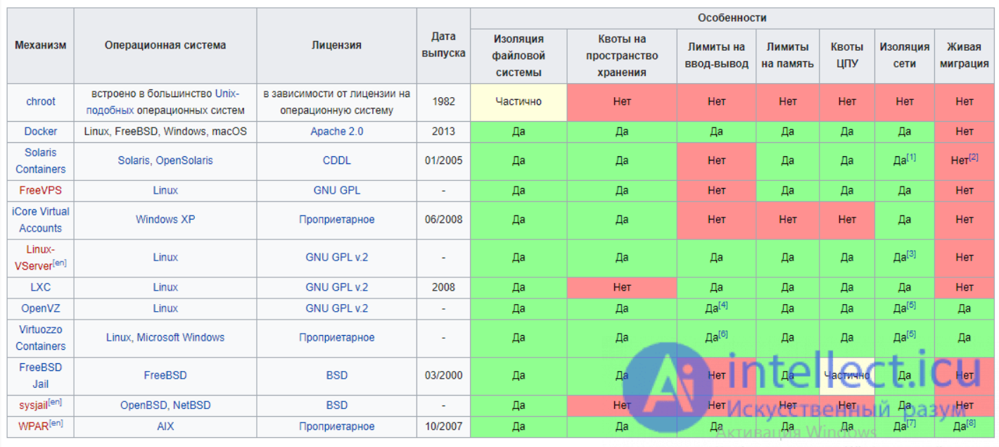 Механизм Операционная система Лицензия Дата выпуска Особенности
Изоляция файловой системы Квоты на пространство хранения Лимиты на ввод-вывод Лимиты на память Квоты ЦПУ Изоляция сети Живая миграция
chroot встроено в большинство Unix-подобных операционных систем в зависимости от лицензии на операционную систему 1982 Частично Нет Нет Нет Нет Нет Нет
Docker Linux, FreeBSD, Windows, macOS Apache 2.0 2013 Да Да Да Да Да Да Нет
Solaris Containers Solaris, OpenSolaris CDDL 01/2005 Да Да Нет Да Да Да[1] Нет[2]
FreeVPS Linux GNU GPL - Да Да Нет Да Да Да Нет
iCore Virtual Accounts Windows XP Проприетарное 06/2008 Да Да Нет Нет Нет Да Нет
Linux-VServer[en] Linux GNU GPL v.2 - Да Да Да Да Да Да[3] Нет
LXC Linux GNU GPL v.2 2008 Да Нет Да Да Да Да Нет
OpenVZ Linux GNU GPL v.2 - Да Да Да[4] Да Да Да[5] Да
Virtuozzo Containers Linux, Microsoft Windows Проприетарное - Да Да Да[6] Да Да Да[5] Да
FreeBSD Jail FreeBSD BSD 03/2000 Да Да Нет Да Частично Да Нет
sysjail[en] OpenBSD, NetBSD BSD - Да Нет Нет Нет Нет Да Нет
WPAR[en] AIX Проприетарное 10/2007 Да Да Да Да Да Да[7] Да[8]
Ai intellect.icu
Искусственный разум
Активация Windows